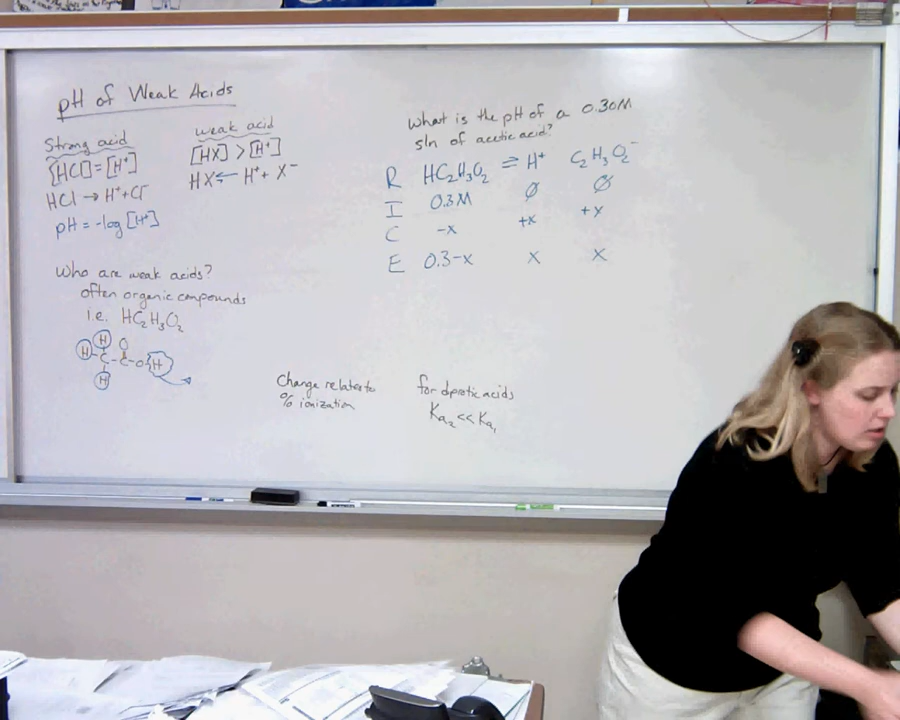 pH of Weak Acids
Strong acid
[HCl]=[H⁺]
HCl → H⁺+Cl⁻
pH = -log [H⁺]
weak acid
[HX] > [H⁺]
HX ⇆ H⁺ + X⁻
Who are weak acids?
often organic compounds
i.e. HC₂H₃O₂
H O
H-C-C-O-H
H
Change relates to
% ionization
for diprotic acids
Ka₂ << Ka₁
What is the pH of a 0.30M
sln of acetic acid?
R HC₂H₃O₂ ⇌ H⁺ C₂H₃O₂⁻
I 0.3M Ø Ø
C -x +x +x
E 0.3-x x x